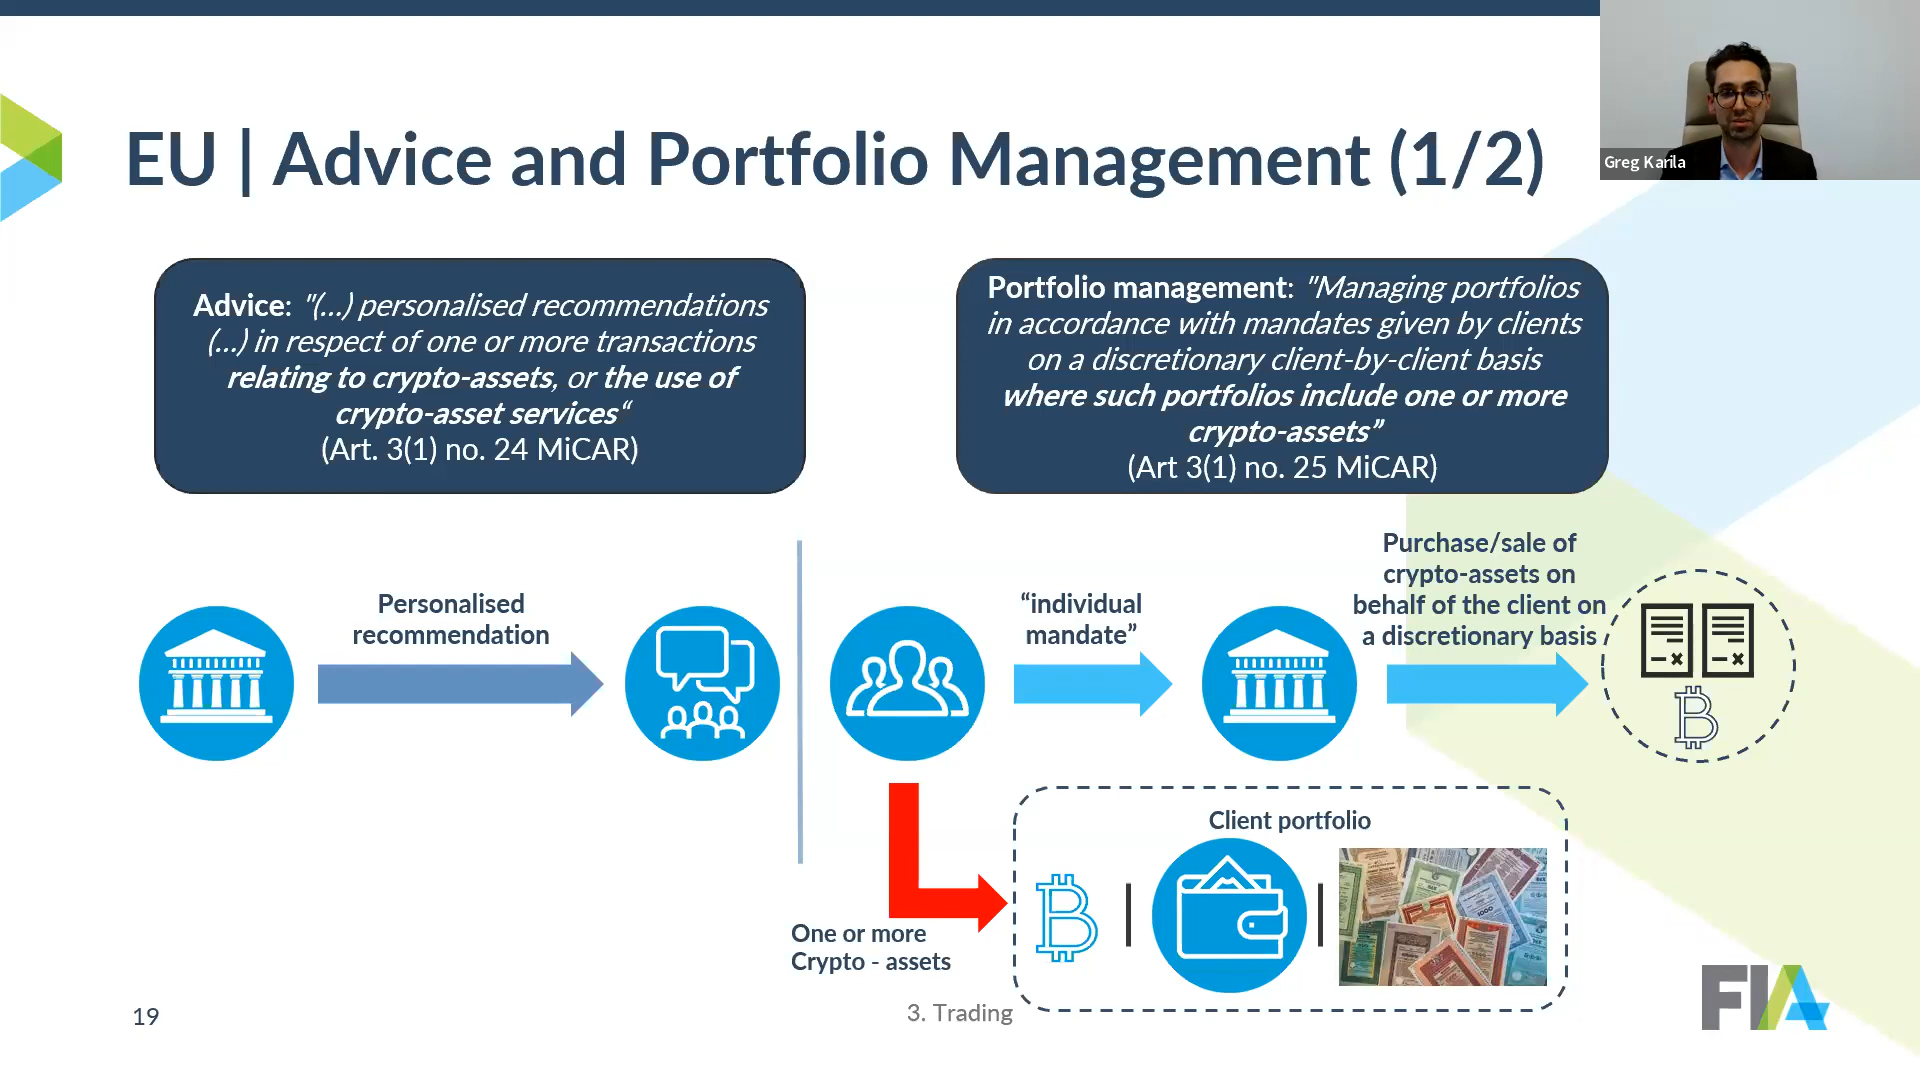 Greg Karila
EU | Advice and Portfolio Management (1/2)
Advice: "(...) personalised recommendations
(...) in respect of one or more transactions
relating to crypto-assets, or the use of
crypto-asset services“
(Art. 3(1) no. 24 MiCAR)
Portfolio management: "Managing portfolios
in accordance with mandates given by clients
on a discretionary client-by-client basis
where such portfolios include one or more
crypto-assets”
(Art 3(1) no. 25 MiCAR)
Personalised
recommendation
“individual
mandate”
Purchase/sale of
crypto-assets on
behalf of the client on
a discretionary basis
One or more
Crypto - assets
Client portfolio
19
3. Trading
FIA